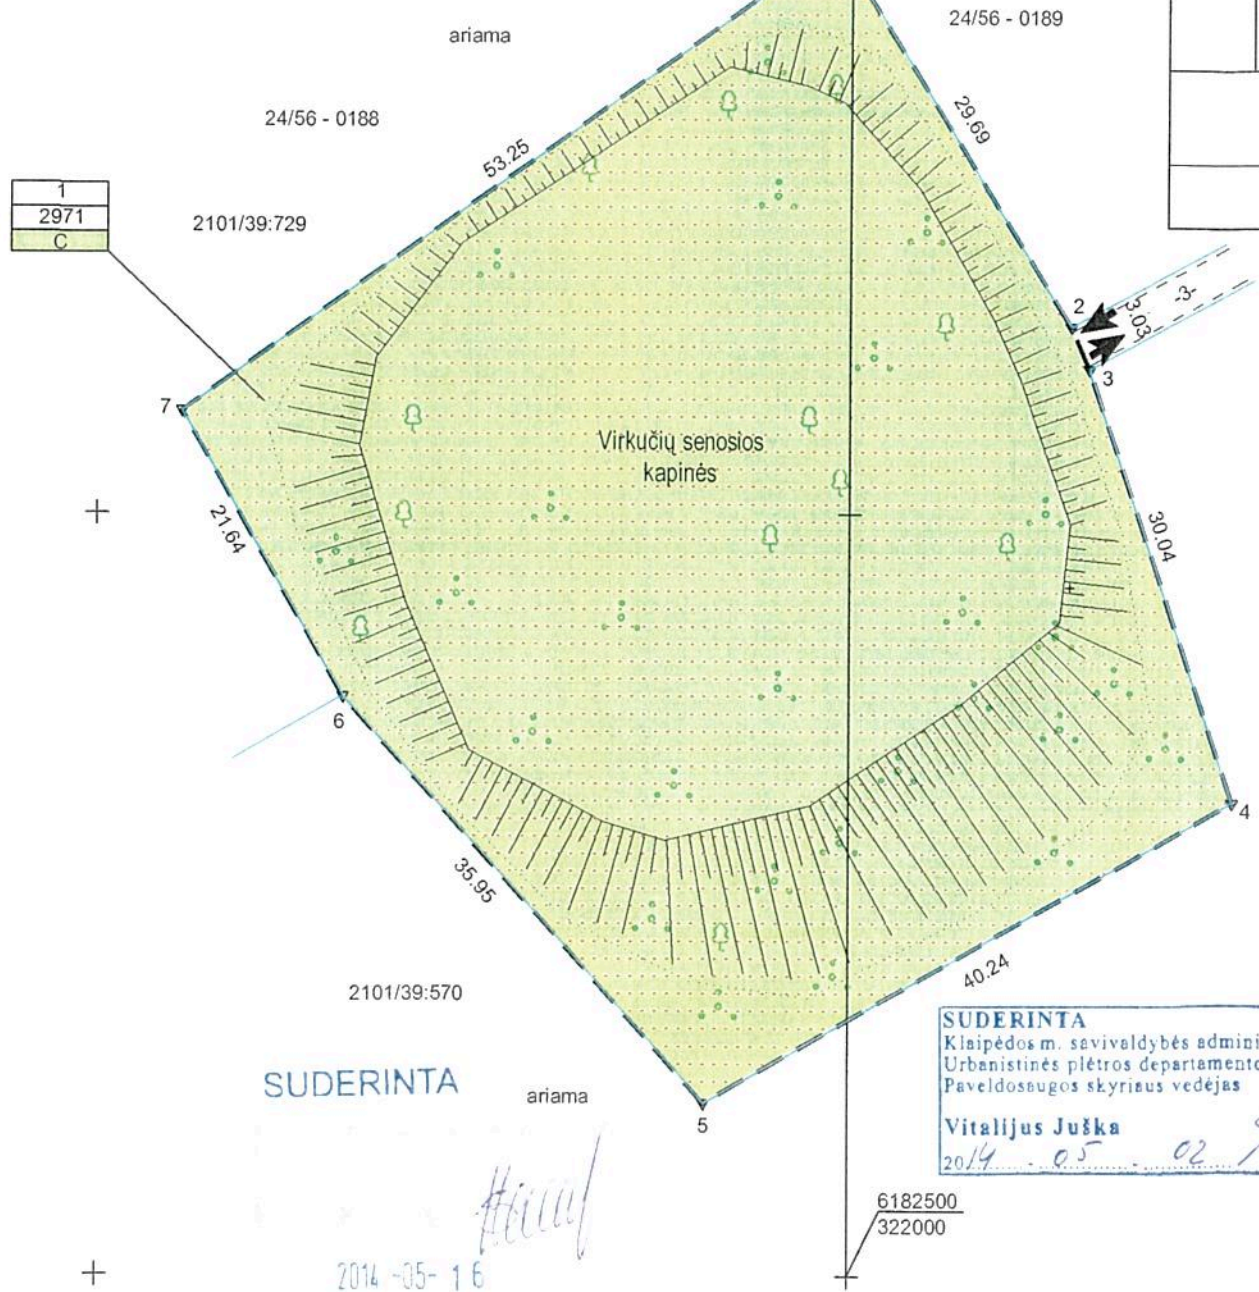 ariama
24/56 - 0189
24/56 - 0188
53.25
29.69
1
2971
C
2101/39:729
2
3.03
-3-
3
7
Virkučių senosios
kapinės
21.64
30.04
6
4
35.95
40.24
2101/39:570
SUDERINTA
ariama
5
2014 -05- 16
SUDERINTA
Klaipėdos m. savivaldybės admini
Urbanistinės plėtros departamento
Paveldosaugos skyriaus vedėjas
Vitalijus Juška
2014 - 05 - 02
6182500
322000